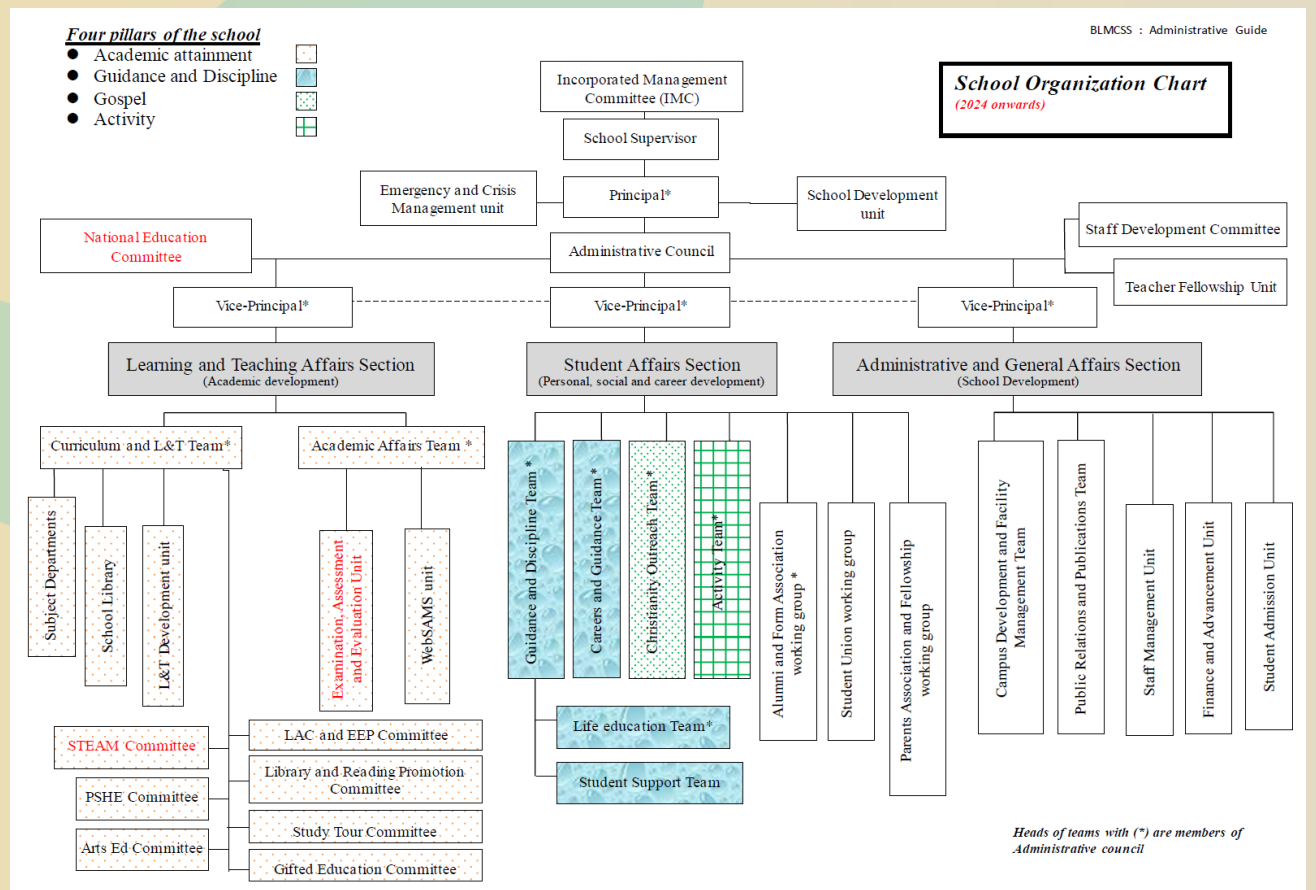 Four pillars of the school
● Academic attainment
● Guidance and Discipline
● Gospel
● Activity
BLMCSS : Administrative Guide
School Organization Chart
(2024 onwards)
Incorporated Management
Committee (IMC)
School Supervisor
Emergency and Crisis
Management unit
Principal*
School Development
unit
National Education
Committee
Administrative Council
Staff Development Committee
Teacher Fellowship Unit
Vice-Principal*
Vice-Principal*
Vice-Principal*
Learning and Teaching Affairs Section
(Academic development)
Student Affairs Section
(Personal, social and career development)
Administrative and General Affairs Section
(School Development)
Curriculum and L&T Team*
Academic Affairs Team *
Subject Departments
School Library
L&T Development unit
Examination, Assessment
and Evaluation Unit
WebSAMS unit
Guidance and Discipline Team *
Careers and Guidance Team *
Christianity Outreach Team *
Activity Team*
Alumni and Form Association
working group *
Student Union working group
Parents Association and Fellowship
working group
Campus Development and Facility
Management Team
Public Relations and Publications Team
Staff Management Unit
Finance and Advancement Unit
Student Admission Unit
STEAM Committee
PSHE Committee
Arts Ed Committee
LAC and EEP Committee
Library and Reading Promotion
Committee
Study Tour Committee
Gifted Education Committee
Life education Team*
Student Support Team
Heads of teams with (*) are members of
Administrative council